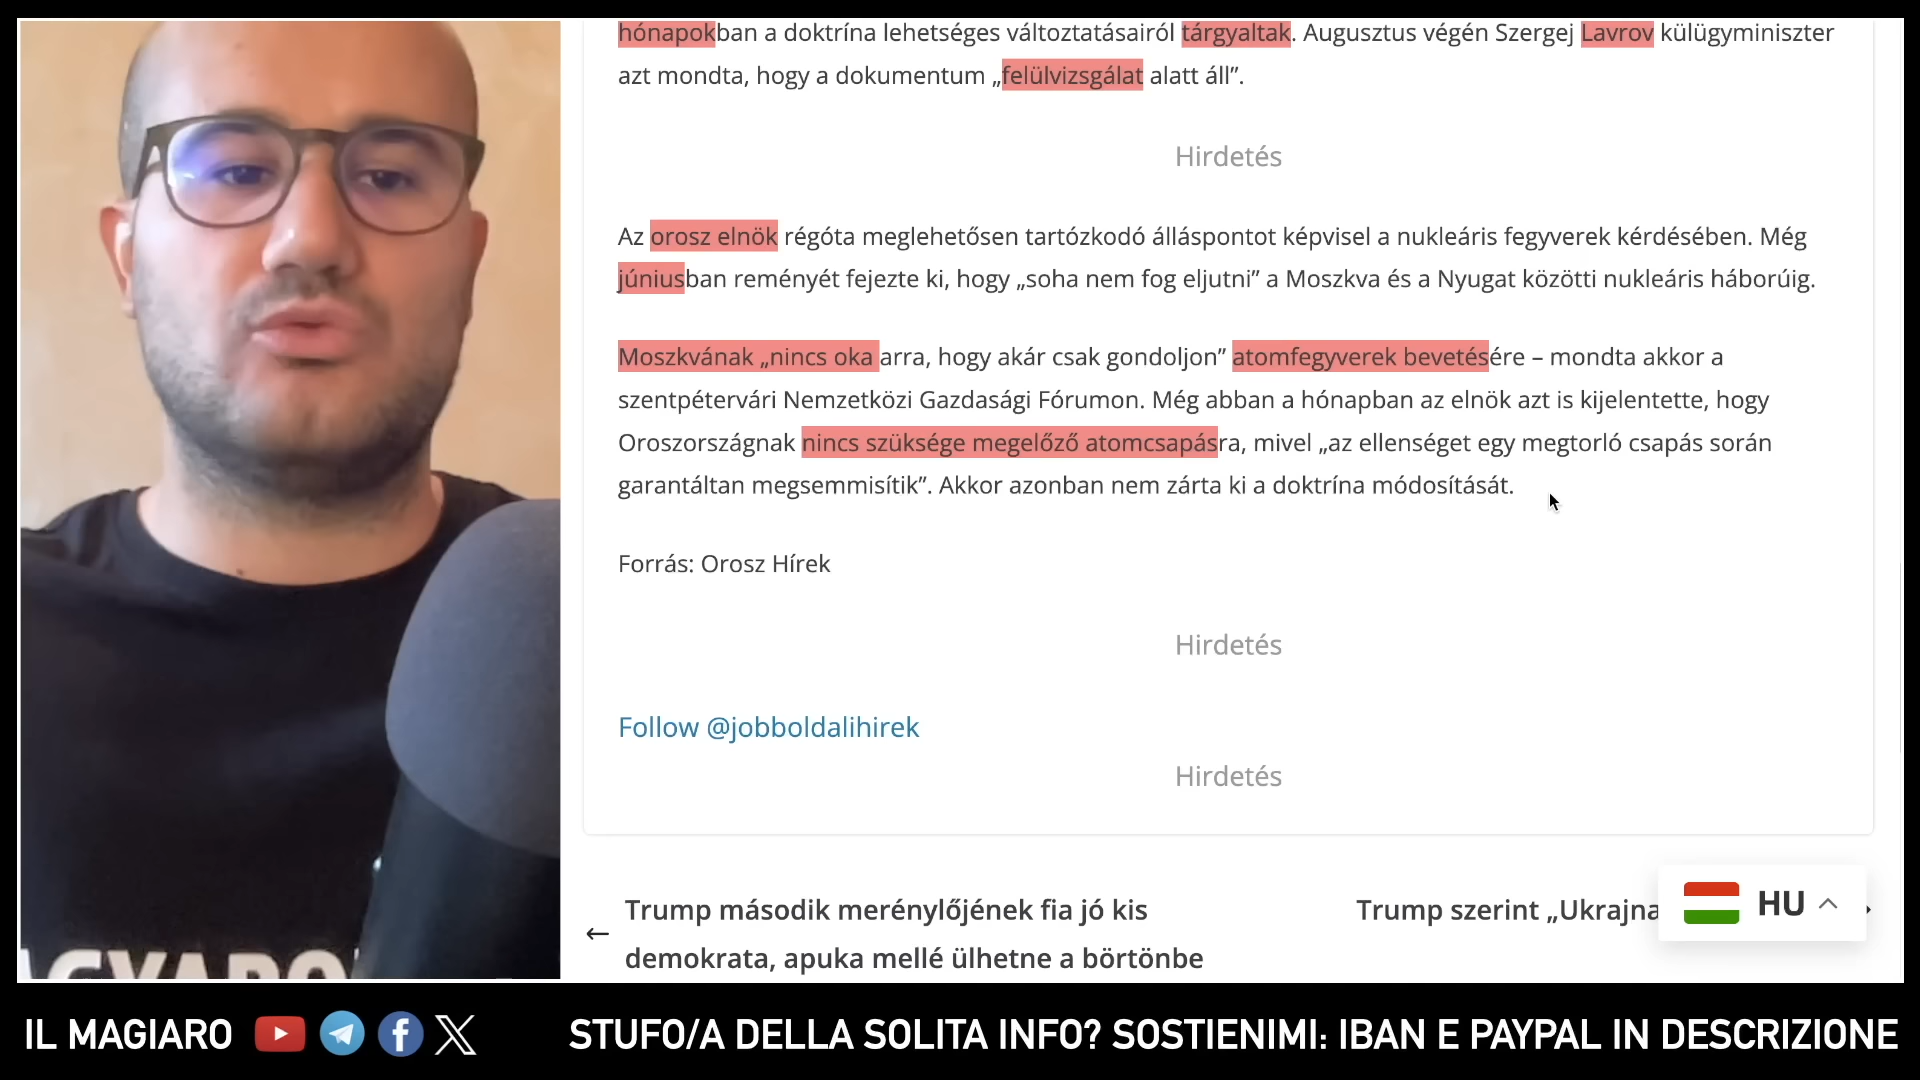 hónapokban a doktrína lehetséges változtatásairól tárgyaltak. Augusztus végén Szergej Lavrov külügyminiszter
azt mondta, hogy a dokumentum „felülvizsgálat alatt áll”.
Hirdetés
Az orosz elnök régóta meglehetősen tartózkodó álláspontot képvisel a nukleáris fegyverek kérdésében. Még
júniusban reményét fejezte ki, hogy „soha nem fog eljutni” a Moszkva és a Nyugat közötti nukleáris háborúig.
Moszkvának „nincs oka arra, hogy akár csak gondoljon” atomfegyverek bevetésére – mondta akkor a
szentpétervári Nemzetközi Gazdasági Fórumon. Még abban a hónapban az elnök azt is kijelentette, hogy
Oroszországnak nincs szüksége megelőző atomcsapásra, mivel „az ellenséget egy megtorló csapás során
garantáltan megsemmisítik”. Akkor azonban nem zárta ki a doktrína módosítását.
Forrás: Orosz Hírek
Hirdetés
Follow @jobboldalihirek
Hirdetés
← Trump második merénylőjének fia jó kis
demokrata, apuka mellé ülhetne a börtönbe
Trump szerint „Ukrajna
HU
IL MAGIARO
STUFO/A DELLA SOLITA INFO? SOSTIENIMI: IBAN E PAYPAL IN DESCRIZIONE